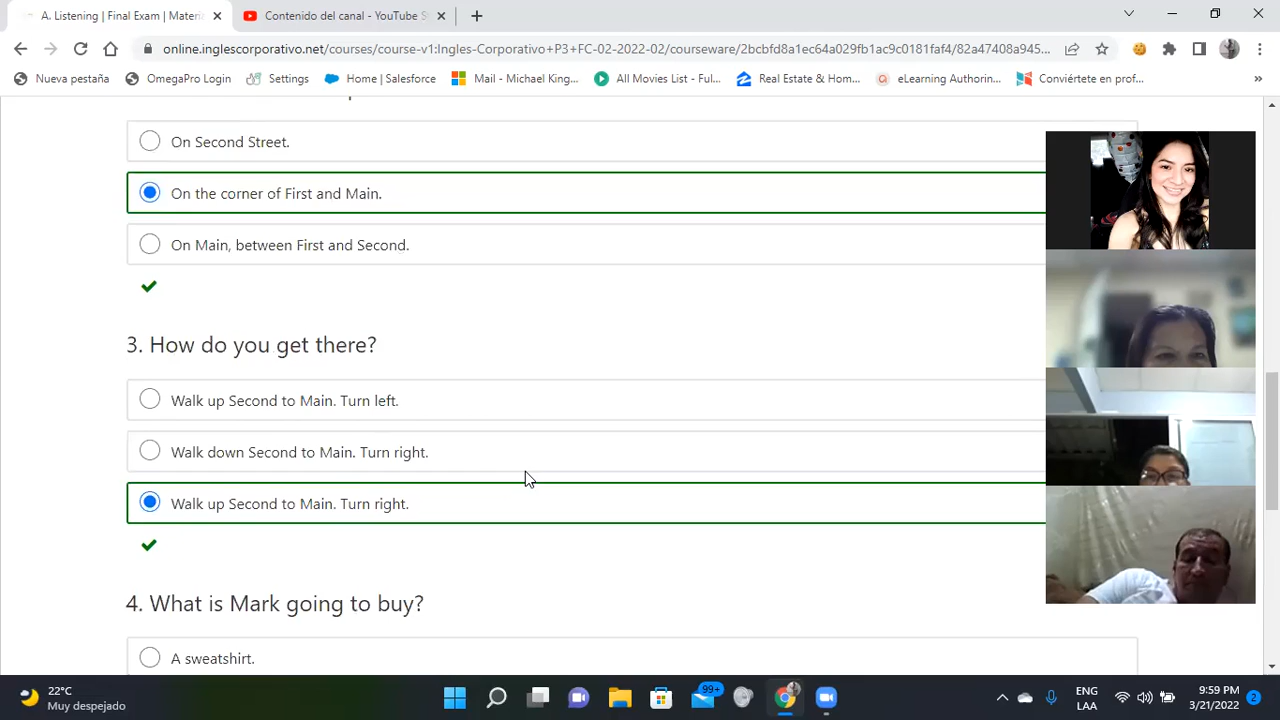 A. Listening | Final Exam | Mater
Contenido del canal - YouTube S
online.inglescorporativo.net/courses/course-v1:Ingles-Corporativo+P3+FC-02-2022-02/courseware/2bcbfd8a1ec64a029fb1ac9c0181faf4/82a47408a945...
Nueva pestaña
OmegaPro Login
Settings
Home | Salesforce
Mail - Michael King...
All Movies List - Ful...
Real Estate & Hom...
eLearning Authorin...
Conviértete en prof...
»
On Second Street.
On the corner of First and Main.
On Main, between First and Second.
3. How do you get there?
Walk up Second to Main. Turn left.
Walk down Second to Main. Turn right.
Walk up Second to Main. Turn right.
4. What is Mark going to buy?
A sweatshirt.
22°C
Muy despejado
99+
ENG
LAA
9:59 PM
3/21/2022
2